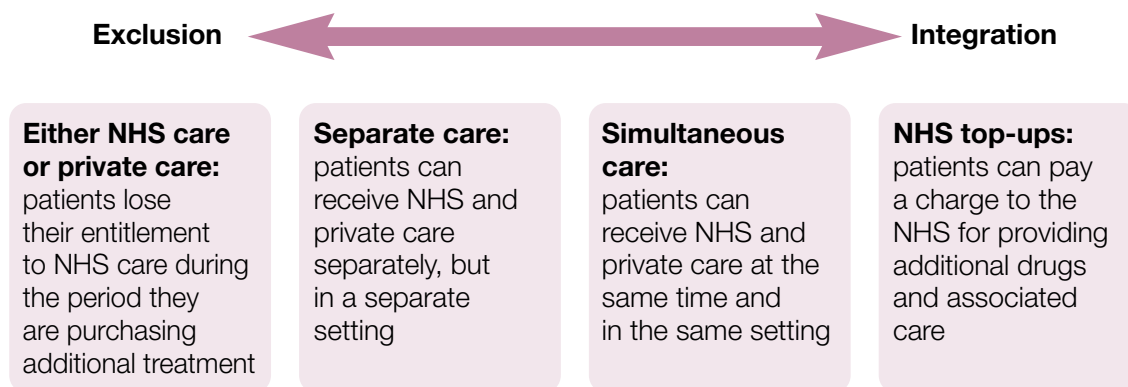 Exclusion
Integration
Either NHS care
or private care:
patients lose
their entitlement
to NHS care during
the period they
are purchasing
additional treatment
Separate care:
patients can
receive NHS and
private care
separately, but
in a separate
setting
Simultaneous
care:
patients can
receive NHS and
private care at the
same time and
in the same setting
NHS top-ups:
patients can pay
a charge to the
NHS for providing
additional drugs
and associated
care